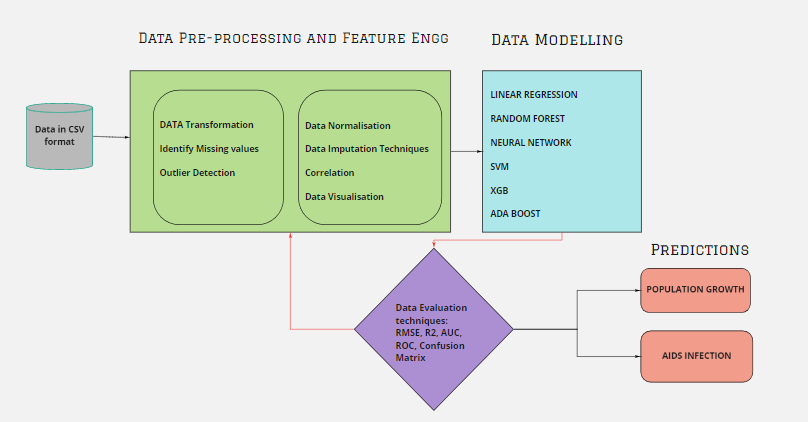 DATA PRE-PROCESSING AND FEATURE ENGG
DATA MODELLING
Data in CSV
format
DATA Transformation
Identify Missing values
Outlier Detection
Data Normalisation
Data Imputation Techniques
Correlation
Data Visualisation
LINEAR REGRESSION
RANDOM FOREST
NEURAL NETWORK
SVM
XGB
ADA BOOST
Data Evaluation
techniques:
RMSE, R2, AUC,
ROC, Confusion
Matrix
PREDICTIONS
POPULATION GROWTH
AIDS INFECTION